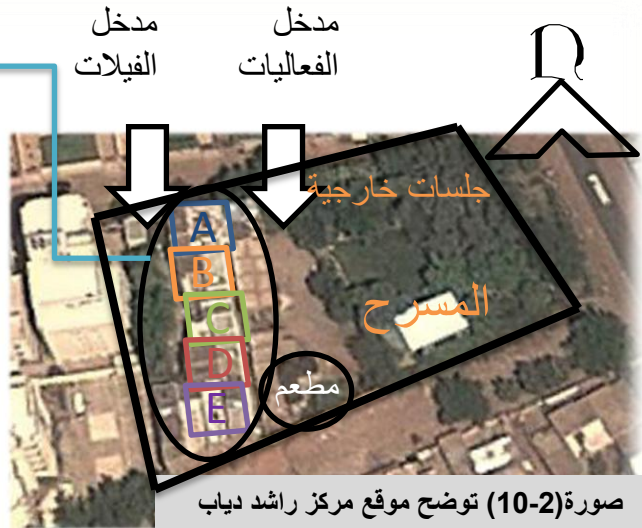 مدخل
الفعاليات
مدخل
الفيلات
جلسات خارجية
A
B
المسرح
C
D
مطعم
E
صورة(2-10) توضح موقع مركز راشد دياب